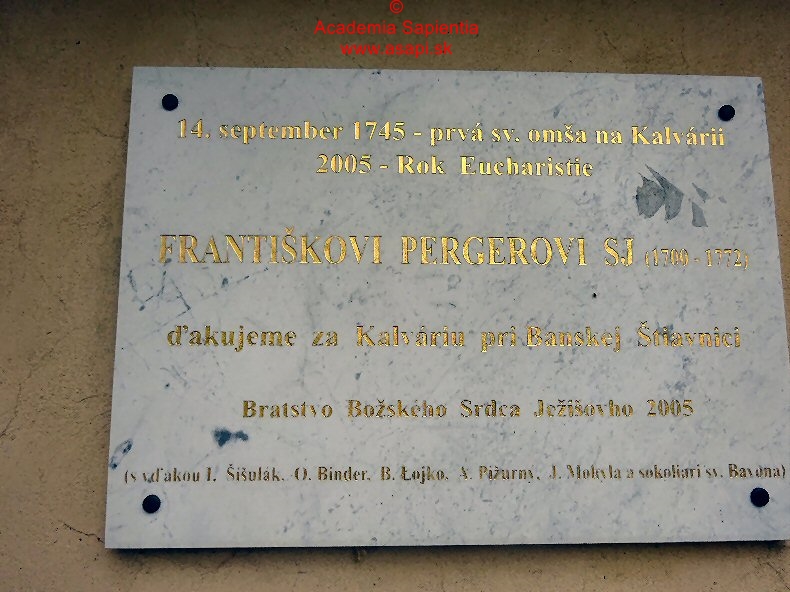 ©
Academia Sapientia
www.asapi.sk
14. september 1745 - prvá sv. omša na Kalvárii
2005 - Rok Eucharistie
FRANTIŠKOVI PERGEROVI SJ (1700 - 1772)
ďakujeme za Kalváriu pri Banskej Štiavnici
Bratstvo Božského Srdca Ježišovho 2005
(s vďakou I. Šišulák, O. Binder, B. Lojko, A. Pižurny, J. Mohyla a sokoliari sv. Bavona)